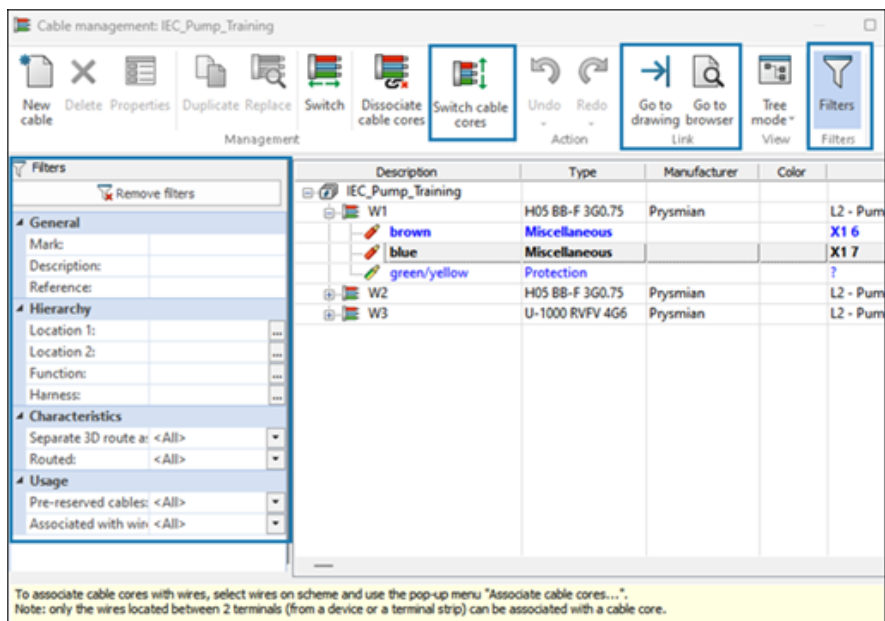 Cable management: IEC_Pump_Training
New cable
Delete
Properties
Duplicate
Replace
Switch
Dissociate cable cores
Switch cable cores
Undo
Redo
Go to drawing
Go to browser
Tree mode
Filters
Management
Action
Link
View
Filters
Filters
Remove filters
General
Mark:
Description:
Reference:
Hierarchy
Location 1: ...
Location 2: ...
Function: ...
Harness: ...
Characteristics
Separate 3D route a: <All>
Routed: <All>
Usage
Pre-reserved cables: <All>
Associated with wir <All>
Description Type Manufacturer Color
IEC_Pump_Training
W1 H05 BB-F 3G0.75 Prysmian L2 - Pum
brown Miscellaneous X1 6
blue Miscellaneous X1 7
green/yellow Protection ?
W2 H05 BB-F 3G0.75 Prysmian L2 - Pum
W3 U-1000 RVFV 4G6 Prysmian L2 - Pum
To associate cable cores with wires, select wires on scheme and use the pop-up menu "Associate cable cores...".
Note: only the wires located between 2 terminals (from a device or a terminal strip) can be associated with a cable core.